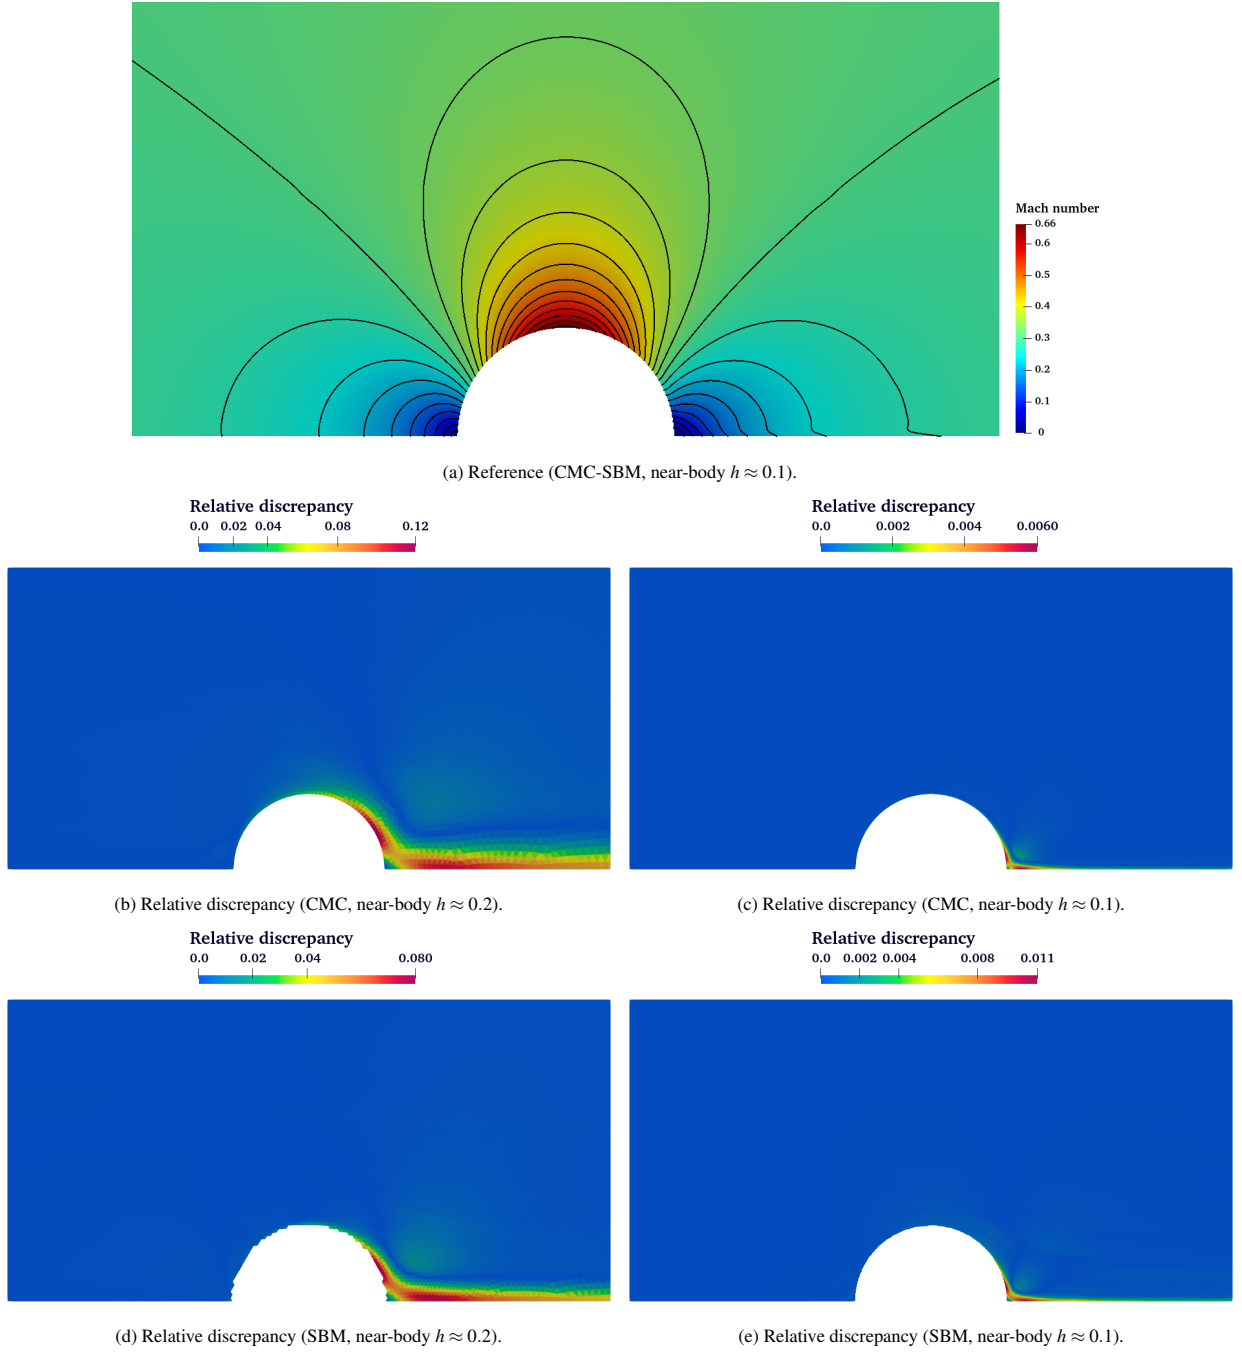 Mach number
0.66
0.6
0.5
0.4
0.3
0.2
0.1
0
(a) Reference (CMC-SBM, near-body h ≈ 0.1).
Relative discrepancy
0.0 0.02 0.04 0.08 0.12
Relative discrepancy
0.0 0.002 0.004 0.0060
(b) Relative discrepancy (CMC, near-body h ≈ 0.2).
(c) Relative discrepancy (CMC, near-body h ≈ 0.1).
Relative discrepancy
0.0 0.02 0.04 0.080
Relative discrepancy
0.0 0.002 0.004 0.008 0.011
(d) Relative discrepancy (SBM, near-body h ≈ 0.2).
(e) Relative discrepancy (SBM, near-body h ≈ 0.1).